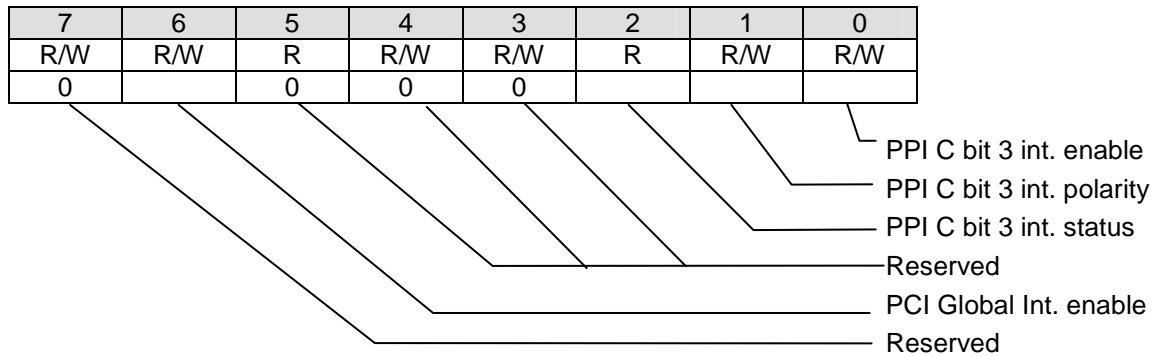 7 6 5 4 3 2 1 0
R/W R/W R R/W R/W R R/W R/W
0 0 0 0
PPI C bit 3 int. enable
PPI C bit 3 int. polarity
PPI C bit 3 int. status
Reserved
PCI Global Int. enable
Reserved